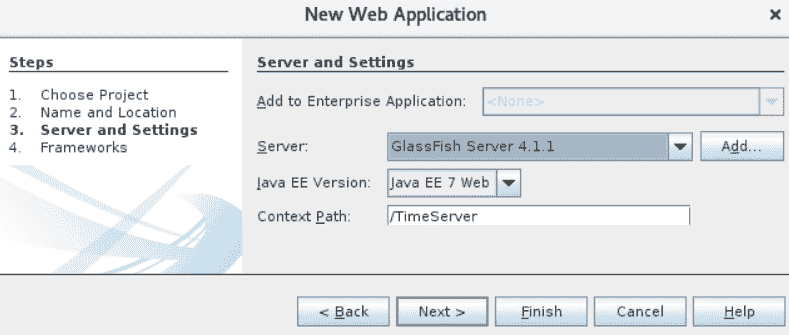 New Web Application
Steps
1. Choose Project
2. Name and Location
3. Server and Settings
4. Frameworks
Server and Settings
Add to Enterprise Application: <None>
Server: GlassFish Server 4.1.1 Add...
Java EE Version: Java EE 7 Web
Context Path: /TimeServer
< Back Next > Finish Cancel Help